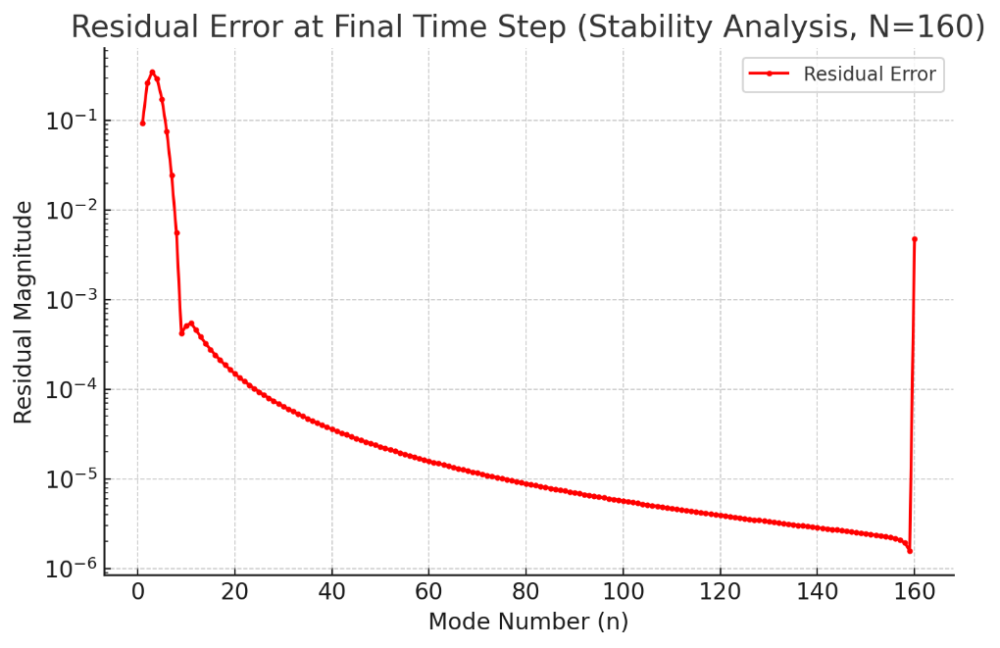 Residual Error at Final Time Step (Stability Analysis, N=160)
Residual Error
Residual Magnitude
10⁻¹
10⁻²
10⁻³
10⁻⁴
10⁻⁵
10⁻⁶
0 20 40 60 80 100 120 140 160
Mode Number (n)